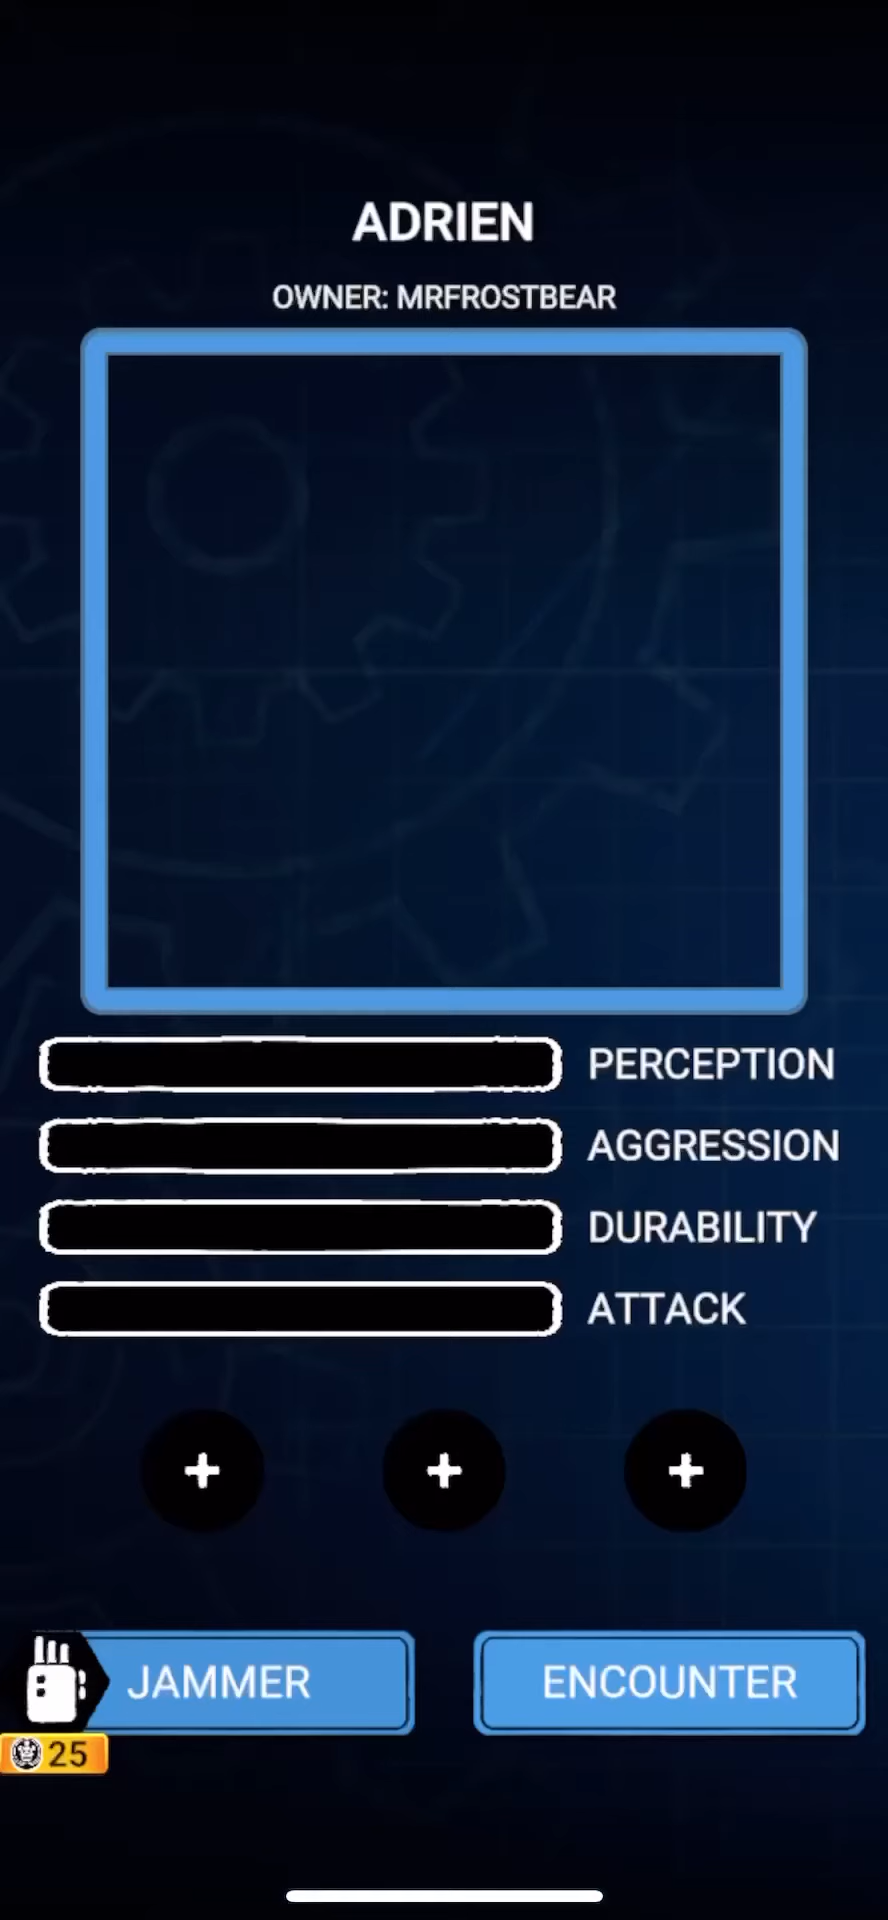 ADRIEN
OWNER: MRFROSTBEAR
PERCEPTION
AGGRESSION
DURABILITY
ATTACK
+ + +
JAMMER
ENCOUNTER
25